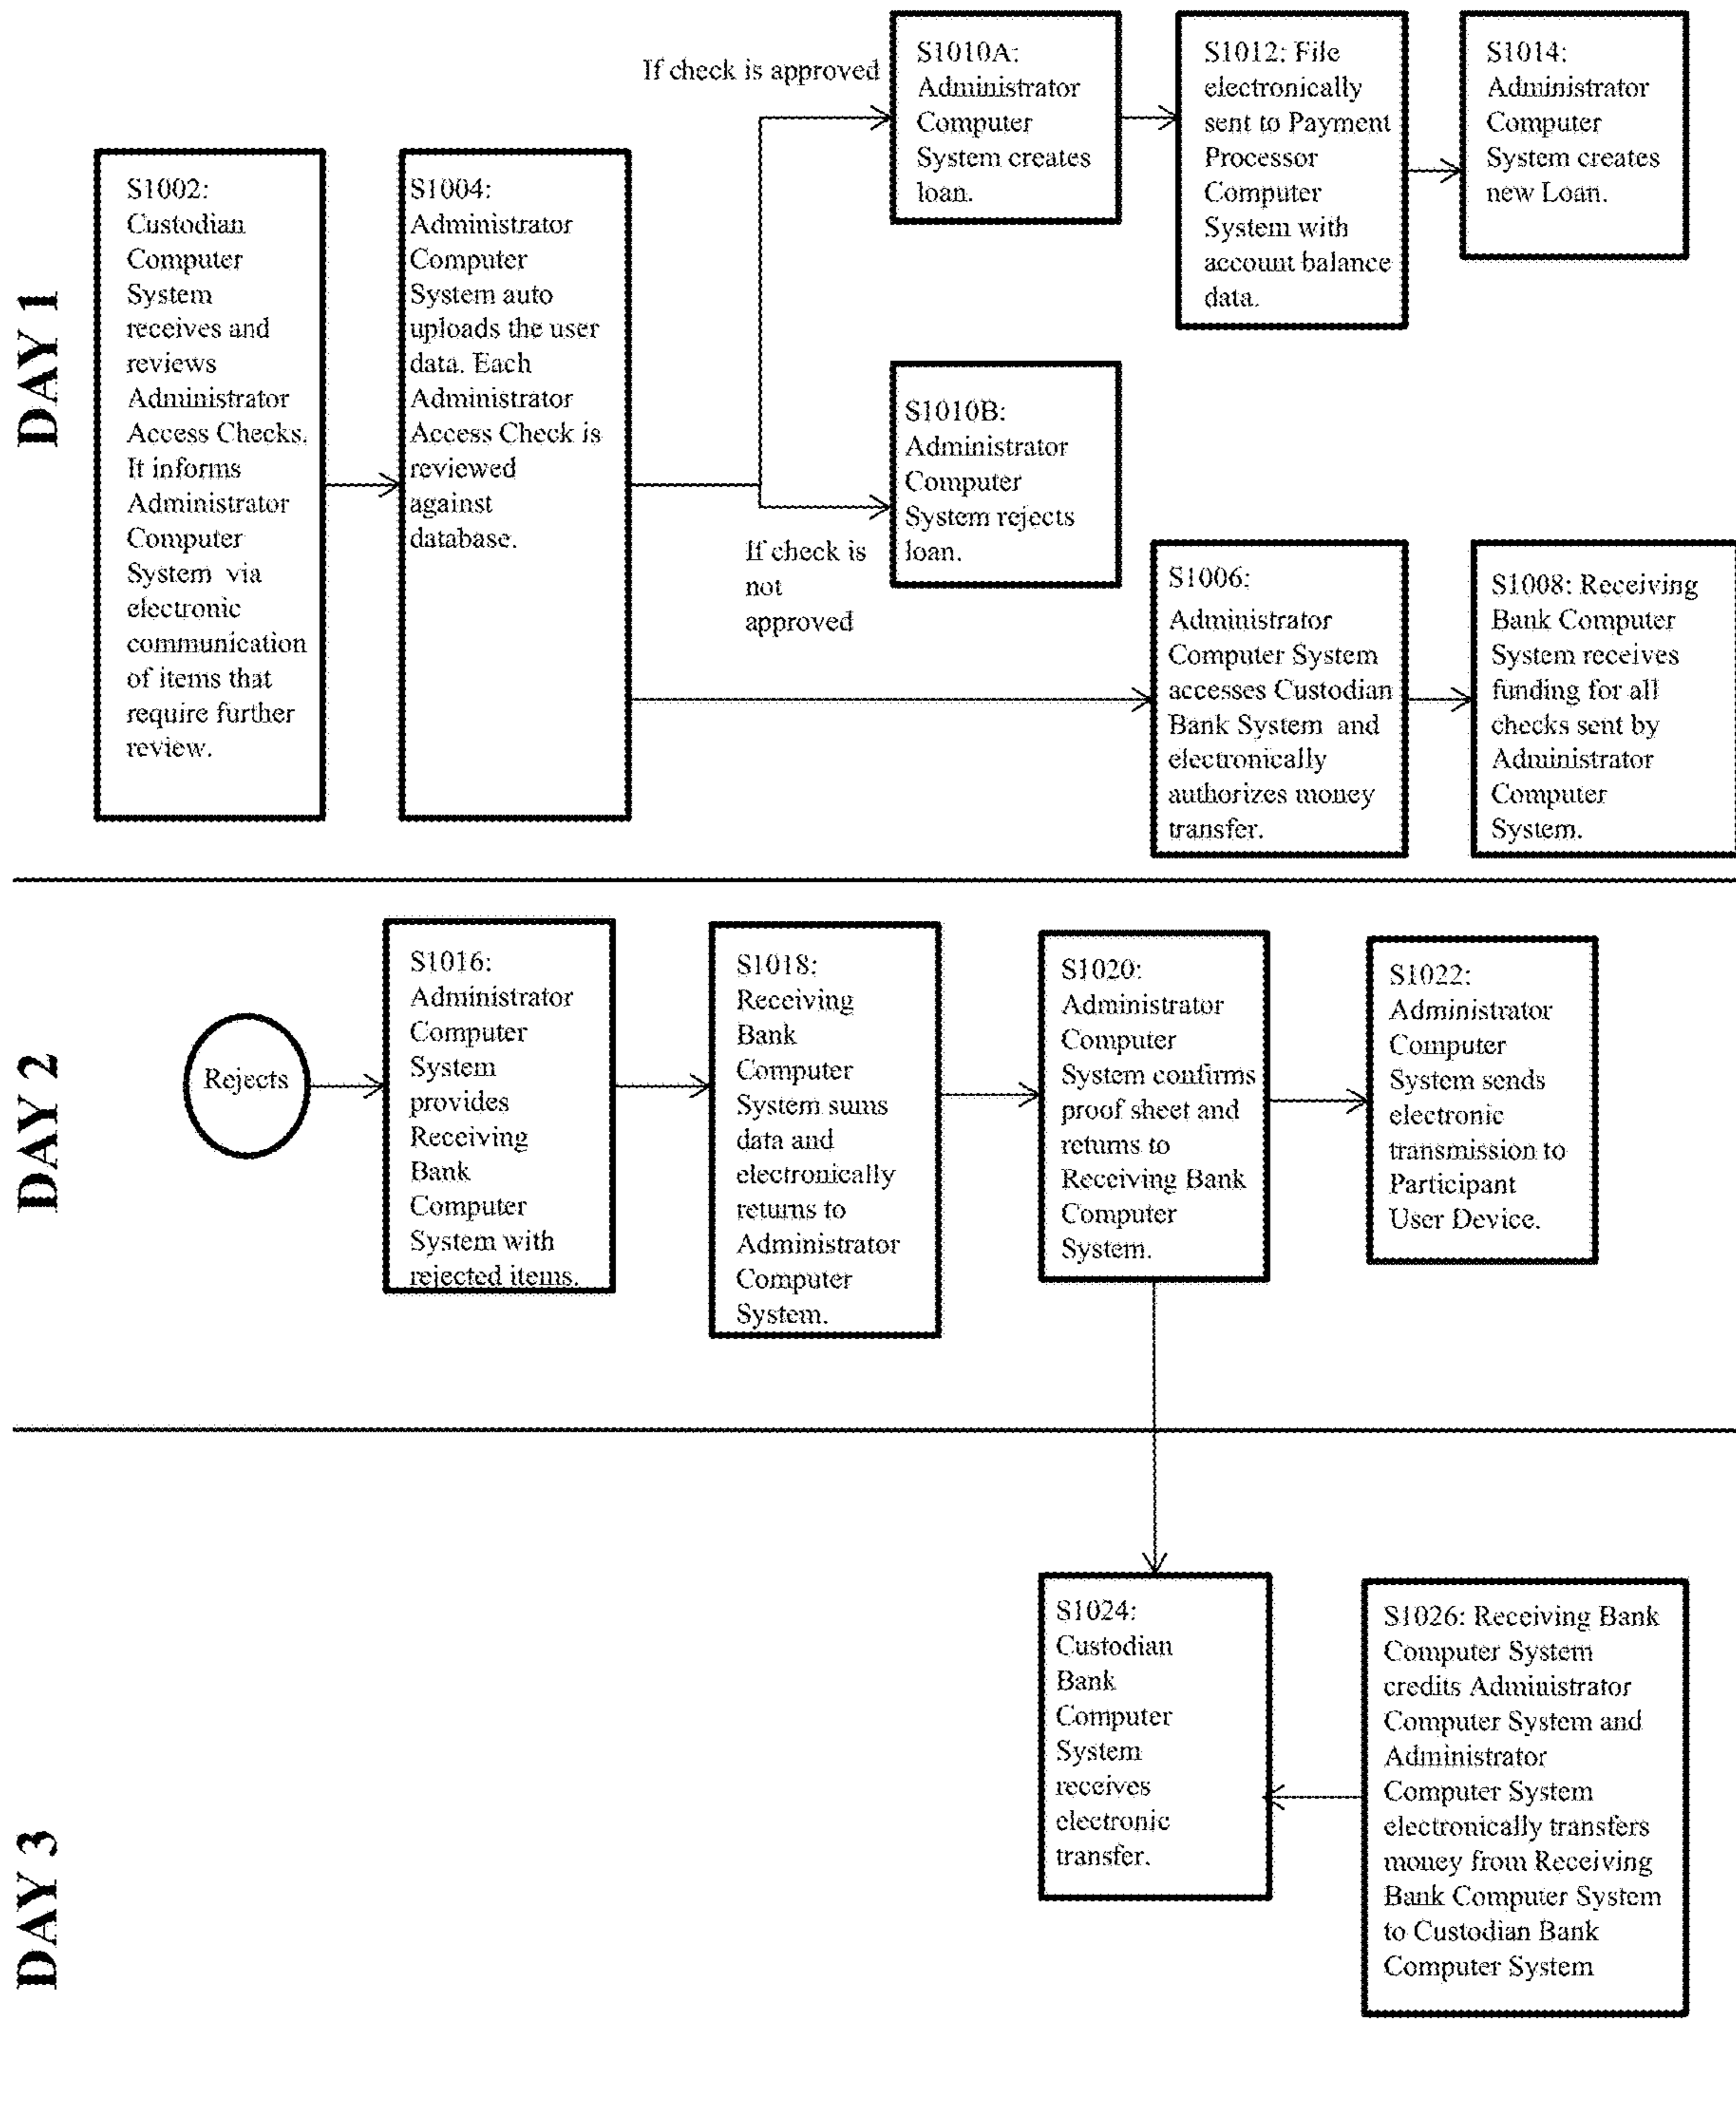 DAY 1
S1002:
Custodian
Computer
System
receives and
reviews
Administrator
Access Checks.
It informs
Administrator
Computer
System via
electronic
communication
of items that
require further
review.
S1004:
Administrator
Computer
System auto
uploads the user
data. Each
Administrator
Access Check is
reviewed
against
database.
If check is approved
S1010A:
Administrator
Computer
System creates
loan.
S1012: File
electronically
sent to Payment
Processor
Computer
System with
account balance
data.
S1014:
Administrator
Computer
System creates
new Loan.
If check is
not
approved
S1010B:
Administrator
Computer
System rejects
loan.
S1006:
Administrator
Computer System
accesses Custodian
Bank System and
electronically
authorizes money
transfer.
S1008: Receiving
Bank Computer
System receives
funding for all
checks sent by
Administrator
Computer
System.
DAY 2
Rejects
S1016:
Administrator
Computer
System
provides
Receiving
Bank
Computer
System with
rejected items.
S1018:
Receiving
Bank
Computer
System sums
data and
electronically
returns to
Administrator
Computer
System.
S1020:
Administrator
Computer
System confirms
proof sheet and
returns to
Receiving Bank
Computer
System.
S1022:
Administrator
Computer
System sends
electronic
transmission to
Participant
User Device.
DAY 3
S1024:
Custodian
Bank
Computer
System
receives
electronic
transfer.
S1026: Receiving Bank
Computer System
credits Administrator
Computer System and
Administrator
Computer System
electronically transfers
money from Receiving
Bank Computer System
to Custodian Bank
Computer System